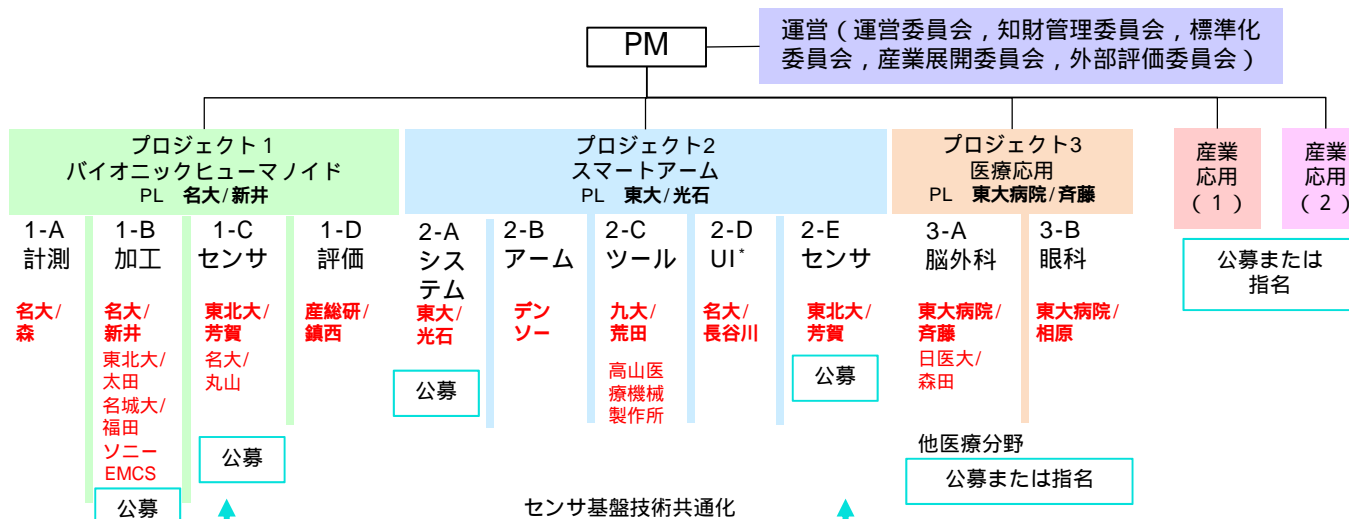 PM
運営（運営委員会，知財管理委員会，標準化
委員会，産業展開委員会，外部評価委員会）
プロジェクト１
バイオニックヒューマノイド
PL 名大/新井
プロジェクト2
スマートアーム
PL 東大/光石
プロジェクト3
医療応用
PL 東大病院/斉藤
産業
応用
（１）
産業
応用
（２）
公募または
指名
1-A
計測
名大/
森
1-B
加工
名大/
新井
東北大/
太田
名城大/
福田
ソニー
EMCS
公募
1-C
センサ
東北大/
芳賀
名大/
丸山
公募
1-D
評価
産総研/
鎮西
2-A
シス
テム
東大/
光石
公募
2-B
アーム
デン
ソー
2-C
ツール
九大/
荒田
高山医
療機械
製作所
2-D
UI*
名大/
長谷川
2-E
センサ
東北大/
芳賀
公募
3-A
脳外科
東大病院/
斉藤
日医大/
森田
3-B
眼科
東大病院/
相原
他医療分野
公募または指名
センサ基盤技術共通化